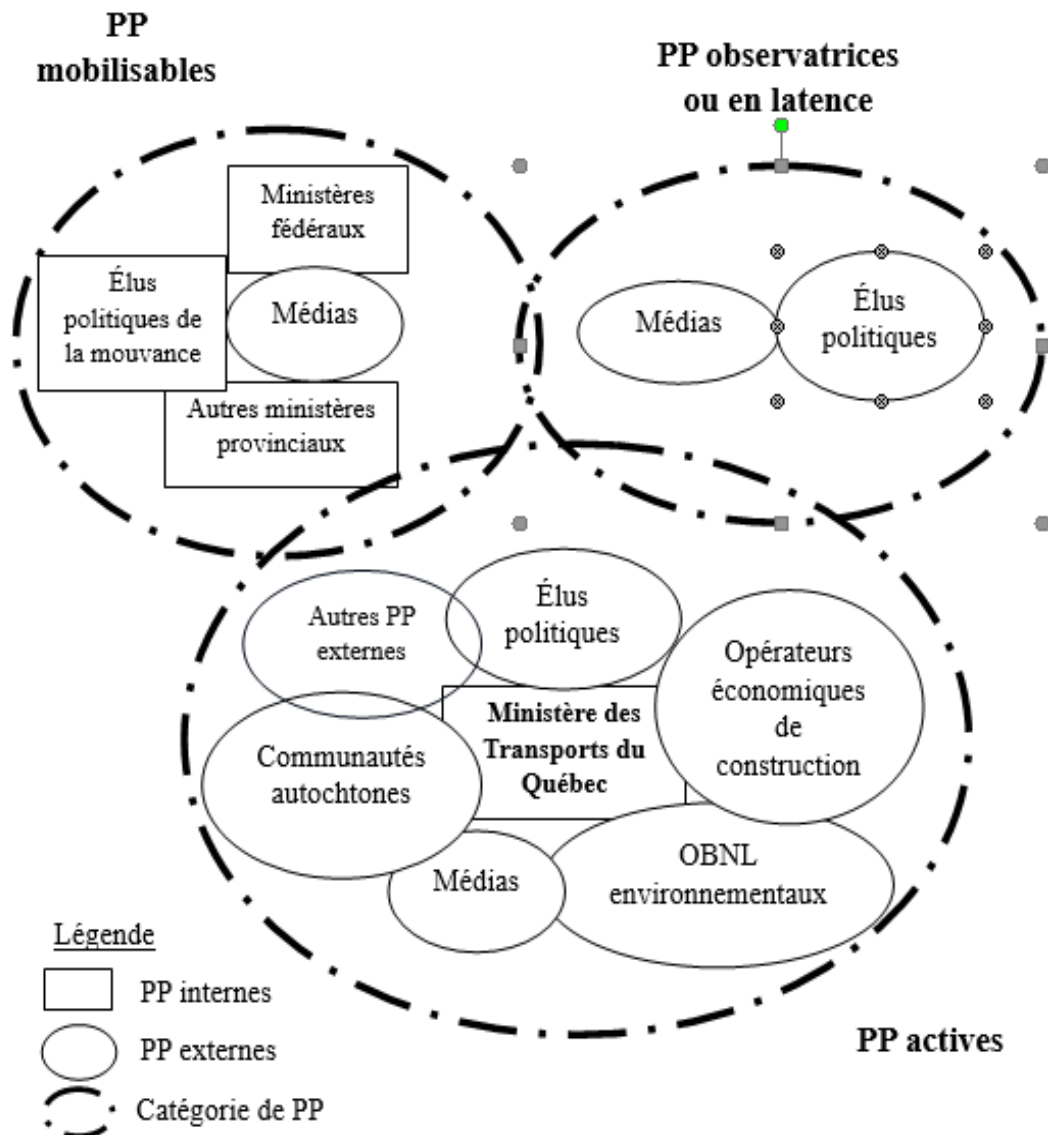 PP
mobilisables
PP observatrices
ou en latence
Ministères
fédéraux
Élus
politiques de
la mouvance
Médias
Autres ministères
provinciaux
Médias
Élus
politiques
Autres PP
externes
Élus
politiques
Opérateurs
économiques
de
construction
Ministère des
Transports du
Québec
Communautés
autochtones
Médias
OBNL
environnementaux
Légende
PP internes
PP externes
Catégorie de PP
PP actives